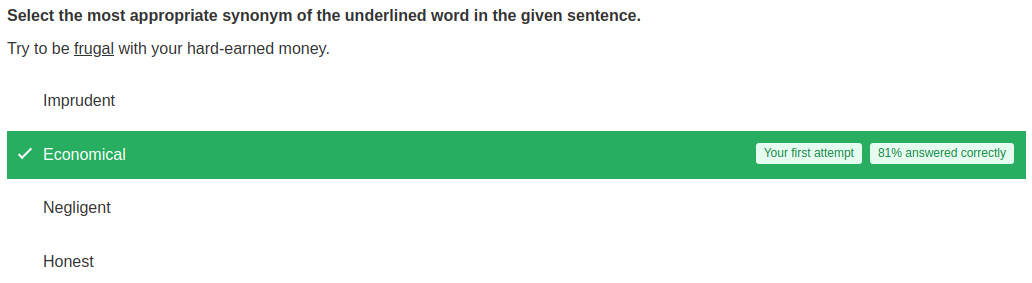 Select the most appropriate synonym of the underlined word in the given sentence.
Try to be frugal with your hard-earned money.
Imprudent
Economical Your first attempt 81% answered correctly
Negligent
Honest